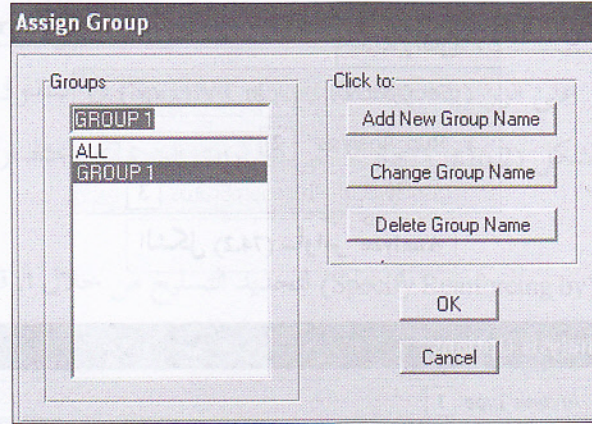 Assign Group
Groups
GROUP 1
ALL
GROUP 1
Click to:
Add New Group Name
Change Group Name
Delete Group Name
OK
Cancel